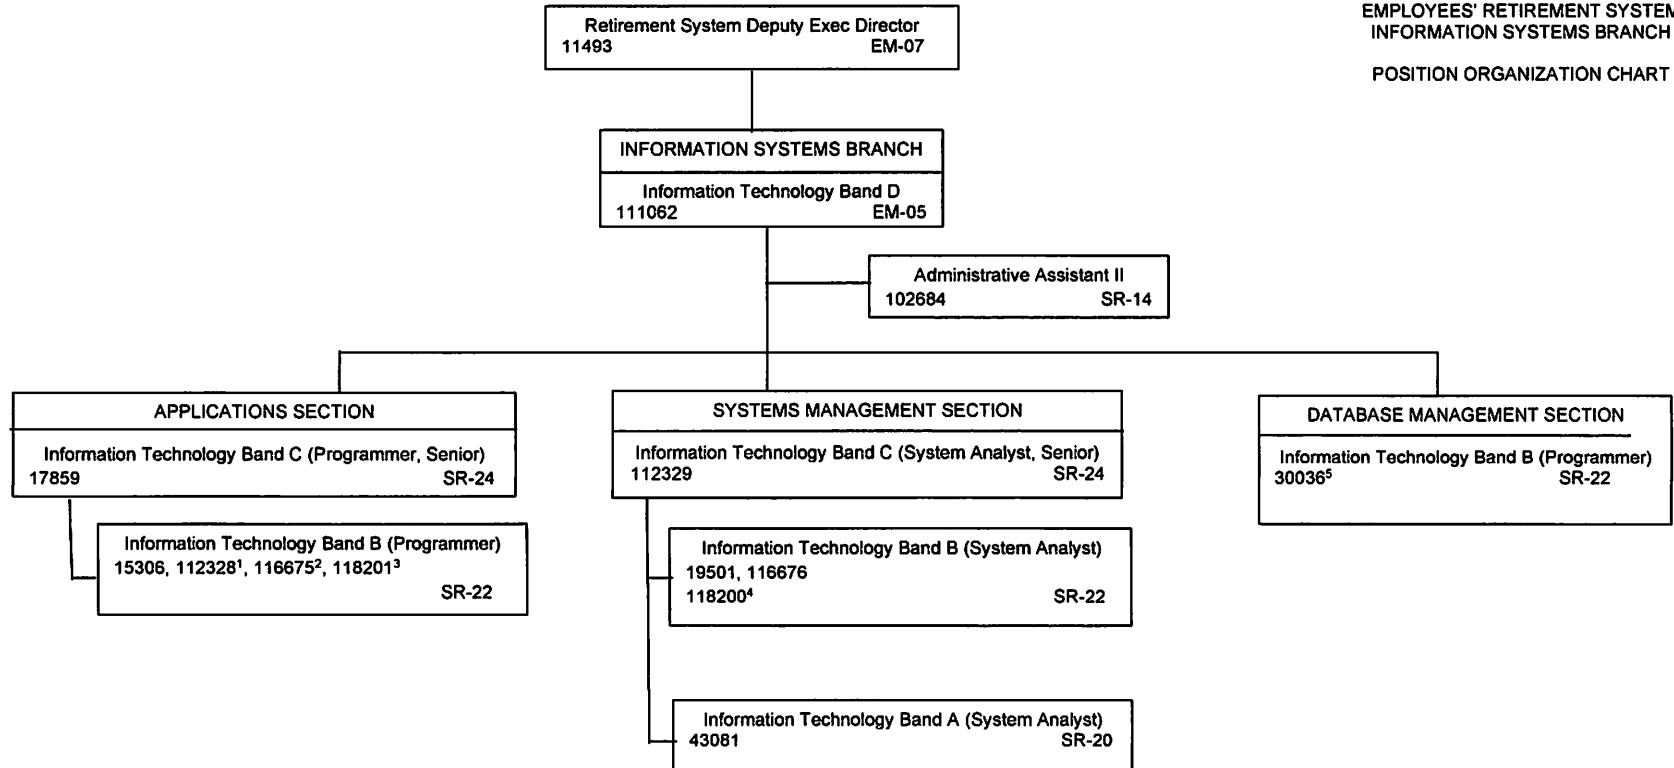 EMPLOYEES' RETIREMENT SYSTEM
INFORMATION SYSTEMS BRANCH
POSITION ORGANIZATION CHART
Retirement System Deputy Exec Director
11493 EM-07
INFORMATION SYSTEMS BRANCH
Information Technology Band D
111062 EM-05
Administrative Assistant II
102684 SR-14
APPLICATIONS SECTION
Information Technology Band C (Programmer, Senior)
17859 SR-24
Information Technology Band B (Programmer)
15306, 112328¹, 116675², 118201³
SR-22
SYSTEMS MANAGEMENT SECTION
Information Technology Band C (System Analyst, Senior)
112329 SR-24
Information Technology Band B (System Analyst)
19501, 116676
118200⁴ SR-22
Information Technology Band A (System Analyst)
43081 SR-20
DATABASE MANAGEMENT SECTION
Information Technology Band B (Programmer)
30036⁵ SR-22